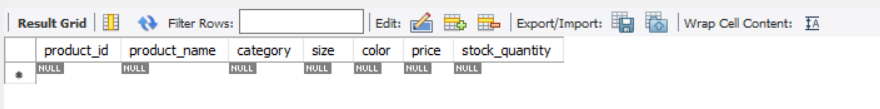 Result Grid Filter Rows: Edit: Export/Import: Wrap Cell Content: IA
product_id product_name category size color price stock_quantity
NULL NULL NULL NULL NULL NULL NULL